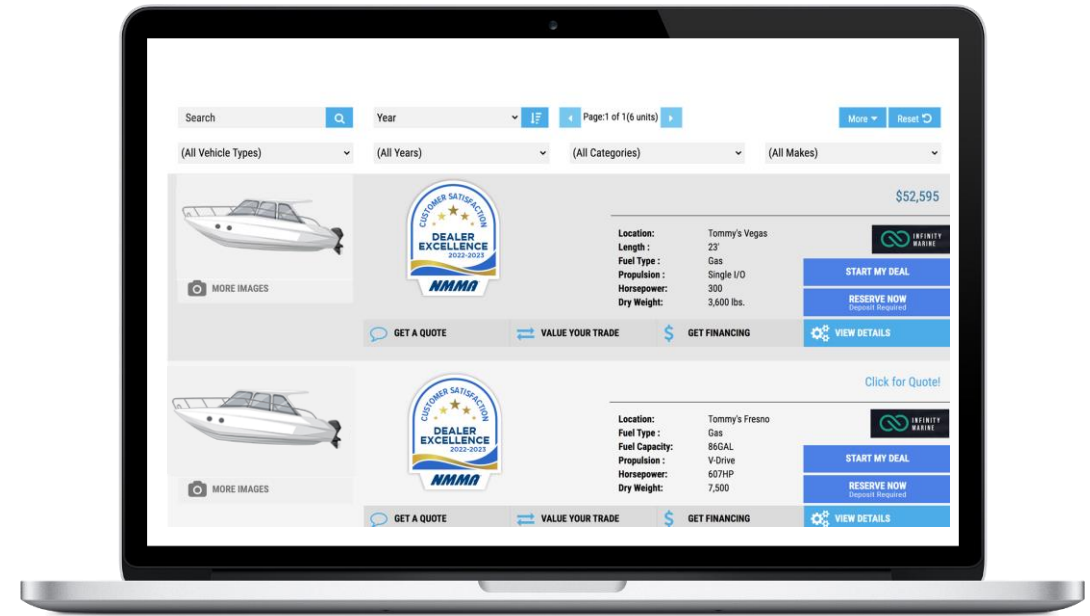 Search
Year
Page:1 of 1(6 units)
More
Reset
(All Vehicle Types)
(All Years)
(All Categories)
(All Makes)
CUSTOMER SATISFACTION
DEALER
EXCELLENCE
2022-2023
NMMA
$52,595
Location: Tommy's Vegas
Length : 23'
Fuel Type : Gas
Propulsion : Single I/O
Horsepower: 300
Dry Weight: 3,600 lbs.
INFINITY
MARINE
START MY DEAL
RESERVE NOW
Deposit Required
MORE IMAGES
GET A QUOTE
VALUE YOUR TRADE
GET FINANCING
VIEW DETAILS
CUSTOMER SATISFACTION
DEALER
EXCELLENCE
2022-2023
NMMA
Click for Quote!
Location: Tommy's Fresno
Fuel Type : Gas
Fuel Capacity: 86GAL
Propulsion : V-Drive
Horsepower: 607HP
Dry Weight: 7,500
INFINITY
MARINE
START MY DEAL
RESERVE NOW
Deposit Required
MORE IMAGES
GET A QUOTE
VALUE YOUR TRADE
GET FINANCING
VIEW DETAILS